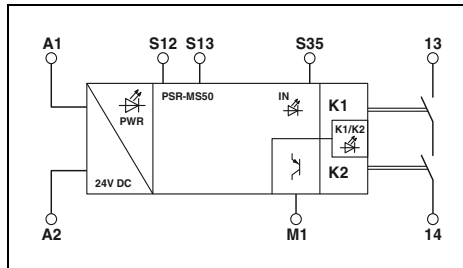 A1 S12 S13 S35 13
PSR-MS50 IN K1
PWR K1/K2
24V DC K2
A2 M1 14